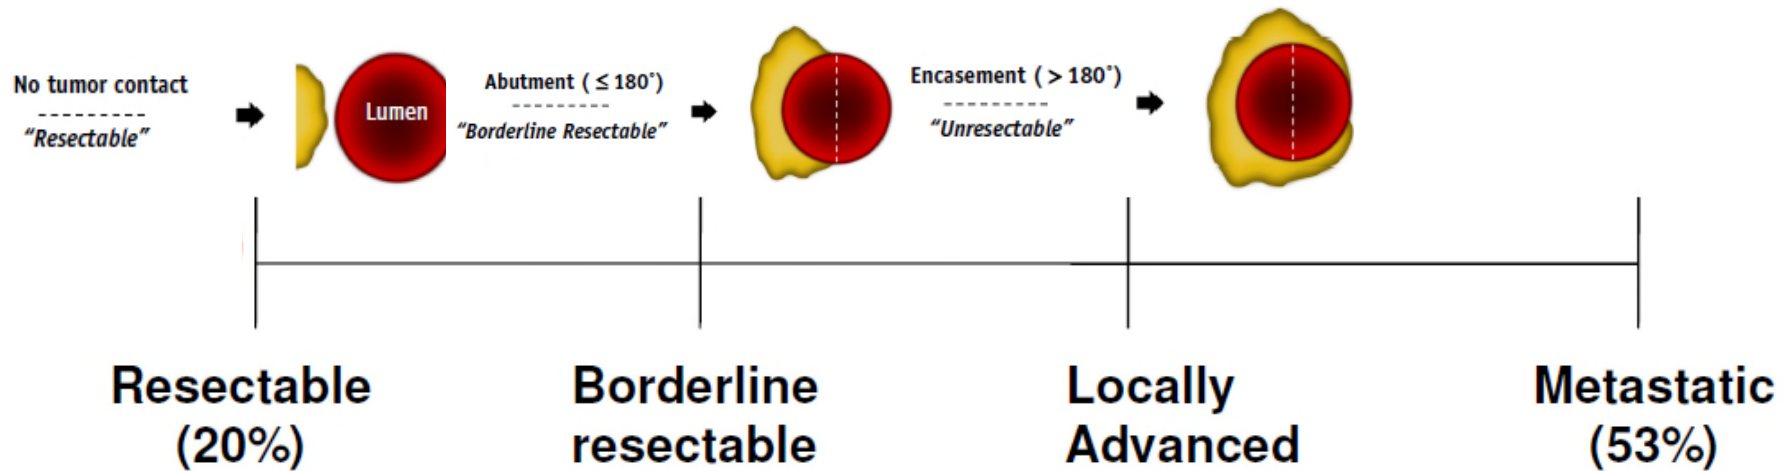 No tumor contact
"Resectable"
Lumen
Abutment ( ≤ 180°)
"Borderline Resectable"
Encasement ( > 180°)
"Unresectable"
Resectable
(20%)
Borderline
resectable
Locally
Advanced
Metastatic
(53%)